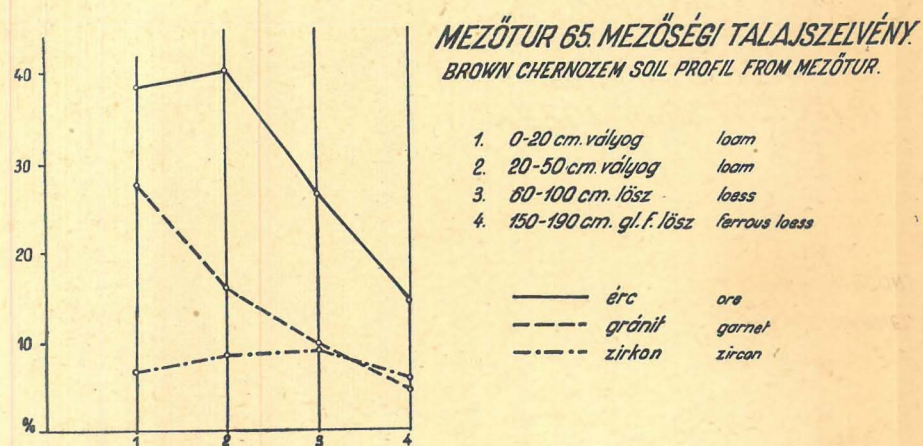 MEZŐTUR 65. MEZŐSÉGI TALAJSZELVÉNY.
BROWN CHERNOZEM SOIL PROFIL FROM MEZŐTUR.
1. 0-20 cm. vályog loam
2. 20-50 cm. vályog loam
3. 60-100 cm. lösz loess
4. 150-190 cm. gl. f. lösz ferrous loess
érc ore
gránit garnet
zirkon zircon
40
30
20
10
%
1 2 3 4